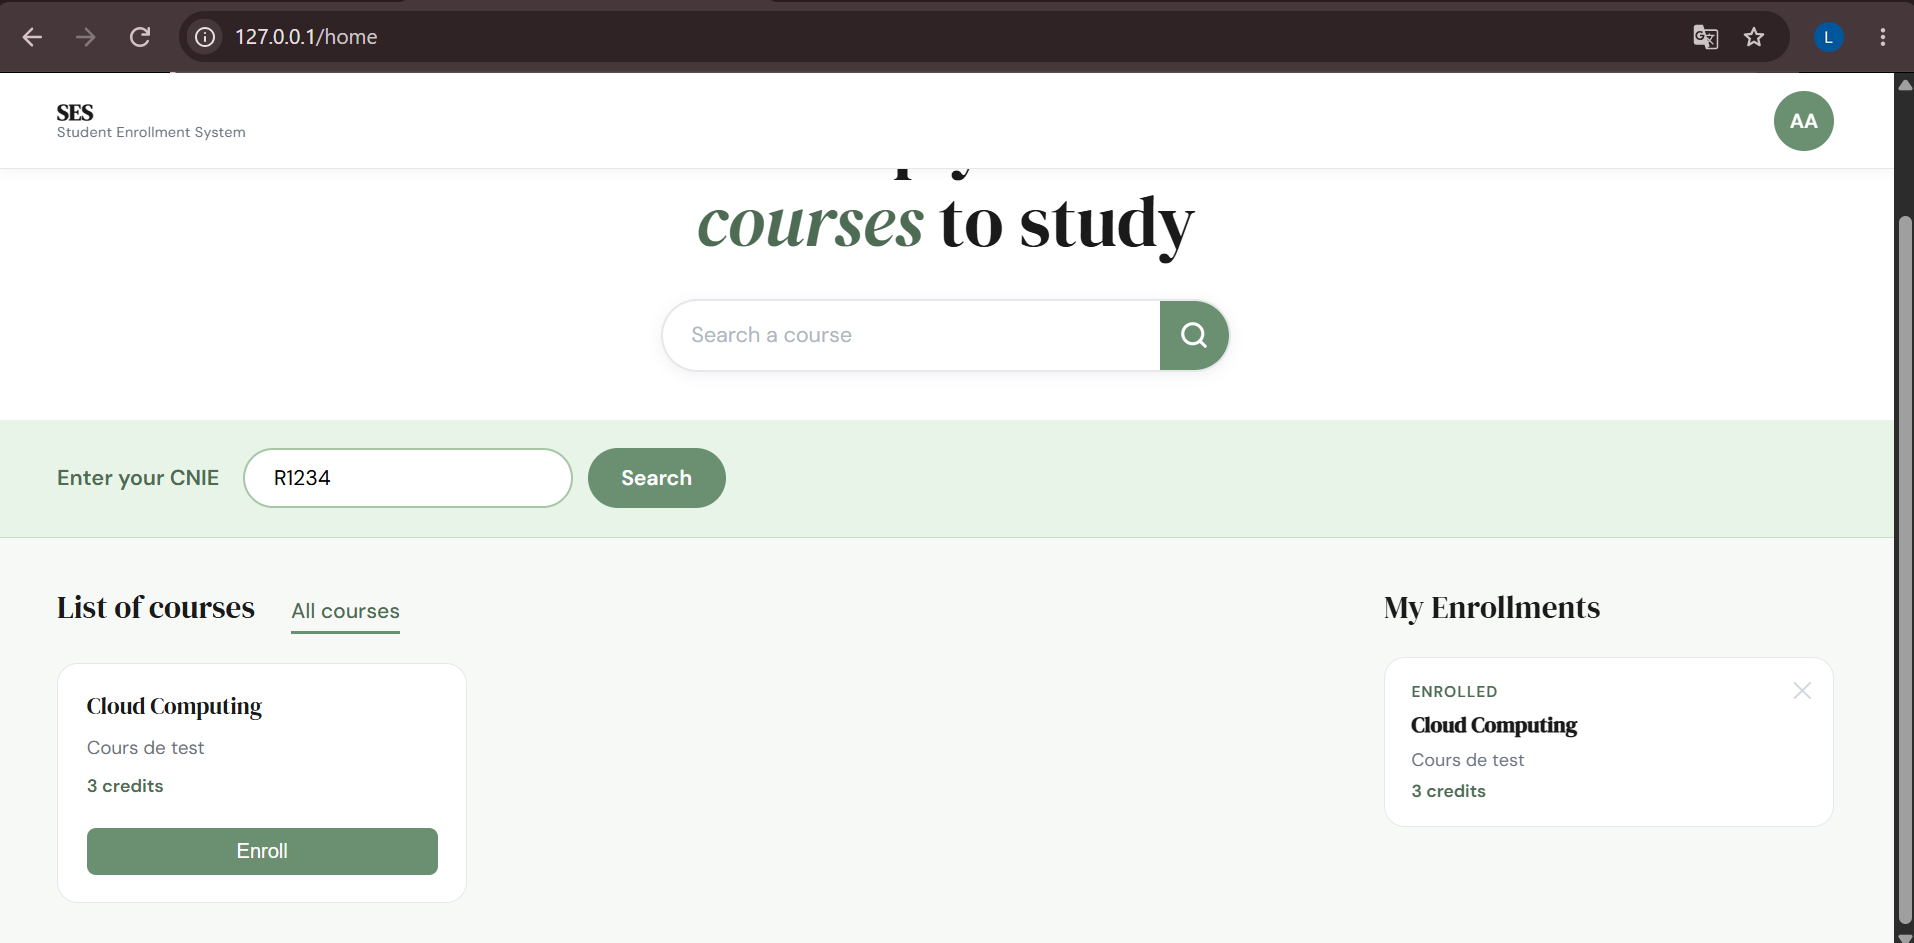 127.0.0.1/home
L
SES
Student Enrollment System
AA
courses to study
Search a course
Enter your CNIE
R1234
Search
List of courses
All courses
My Enrollments
Cloud Computing
Cours de test
3 credits
Enroll
ENROLLED
Cloud Computing
Cours de test
3 credits